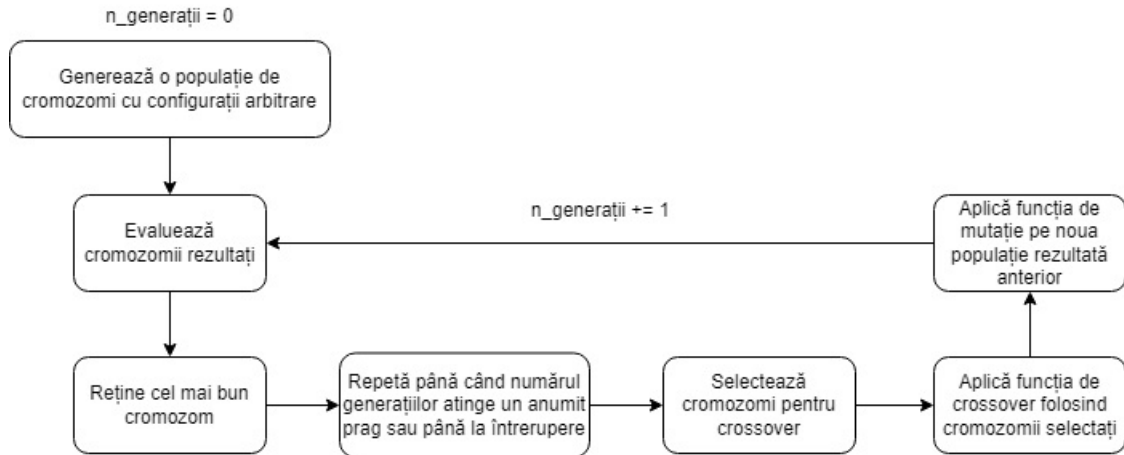 n_generații = 0
Generează o populație de
cromozomi cu configurații arbitrare
Evaluează
cromozomii rezultați
n_generații += 1
Aplică funcția de
mutație pe noua
populație rezultată
anterior
Reține cel mai bun
cromozom
Repetă până când numărul
generațiilor atinge un anumit
prag sau până la întrerupere
Selectează
cromozomi pentru
crossover
Aplică funcția de
crossover folosind
cromozomii selectați